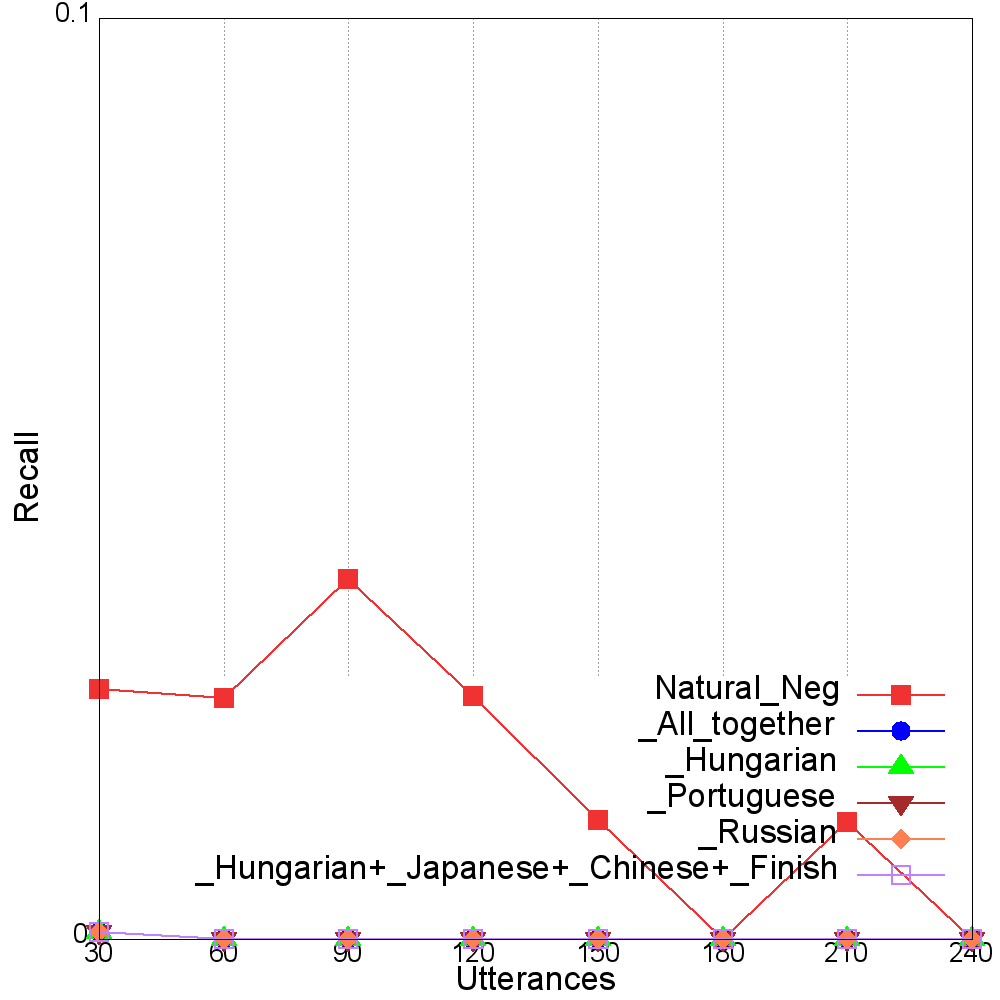 0.1
Recall
Natural_Neg
_All_together
_Hungarian
_Portuguese
_Russian
_Hungarian+_Japanese+_Chinese+_Finish
0
30 60 90 120 150 180 210 240
Utterances